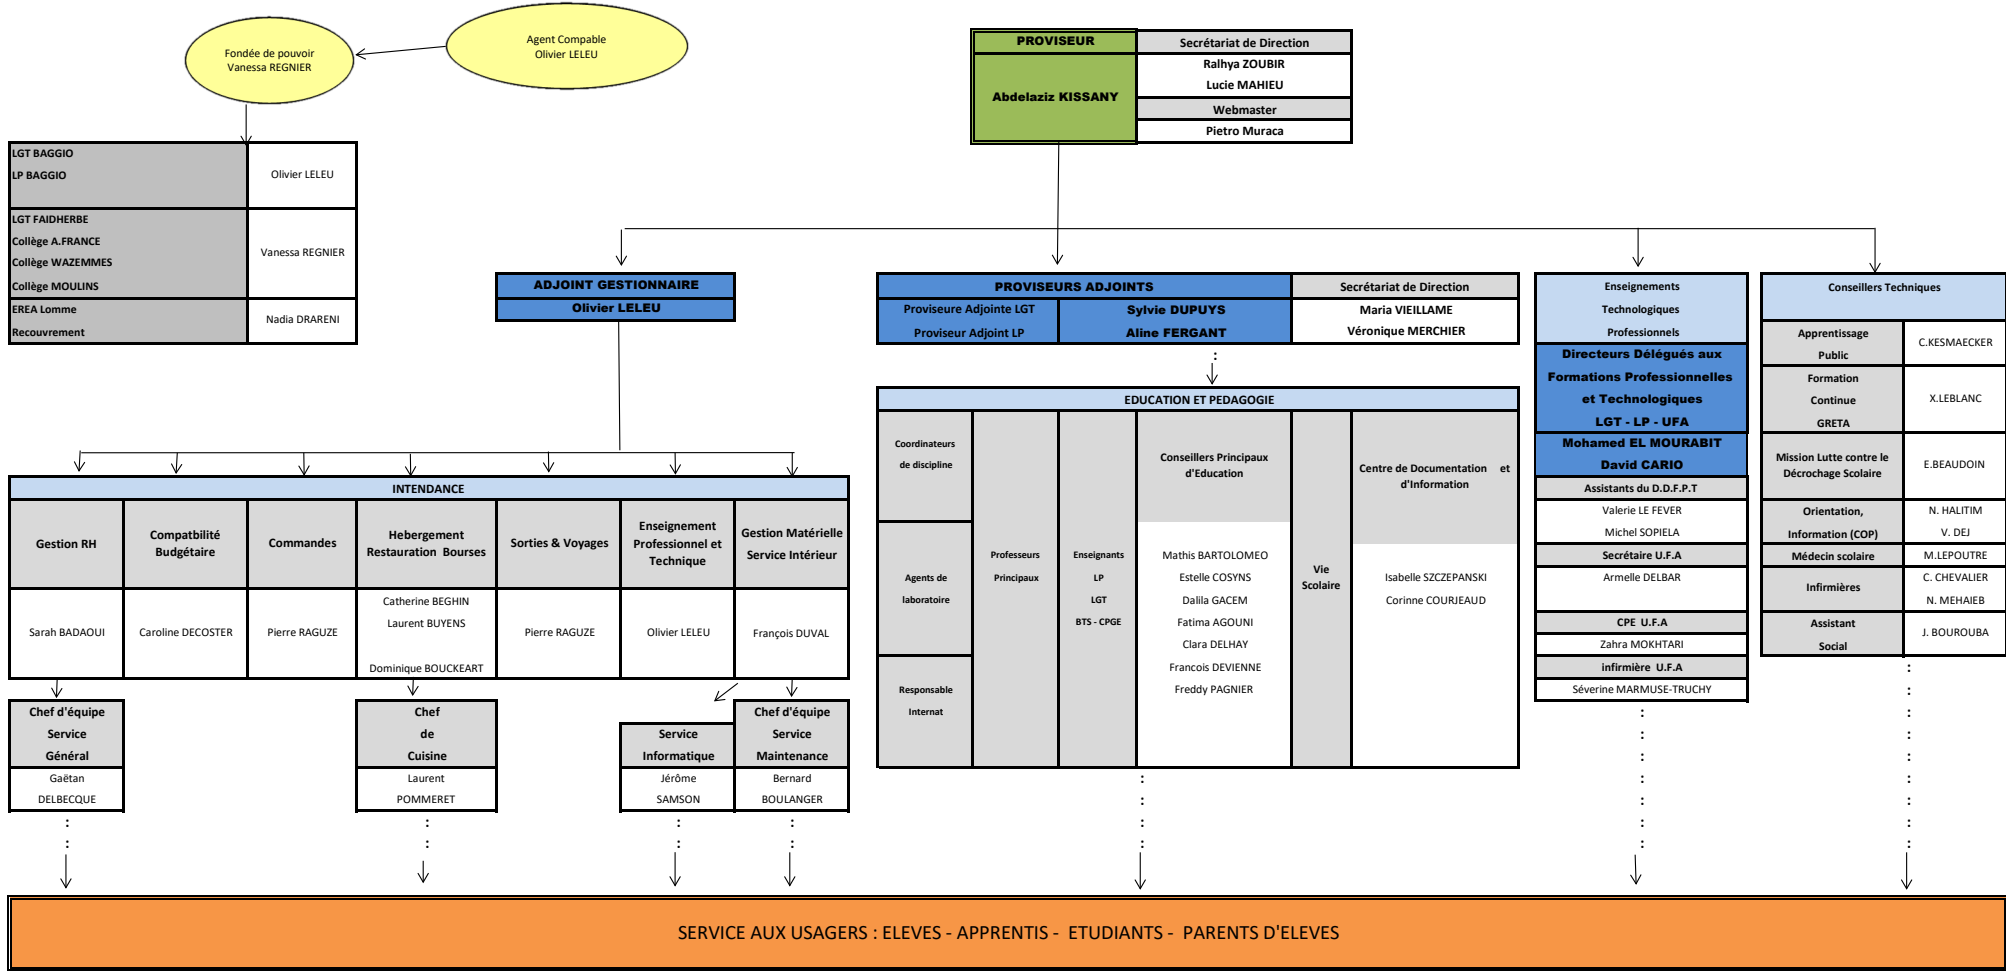 Fondée de pouvoir
Vanessa REGNIER
Agent Compable
Olivier LELEU
PROVISEUR
Abdelaziz KISSANY
Secrétariat de Direction
Ralhya ZOUBIR
Lucie MAHIEU
Webmaster
Pietro Muraca
LGT BAGGIO
LP BAGGIO
Olivier LELEU
LGT FAIDHERBE
Collège A.FRANCE
Collège WAZEMMES
Collège MOULINS
Vanessa REGNIER
EREA Lomme
Recouvrement
Nadia DRARENI
ADJOINT GESTIONNAIRE
Olivier LELEU
PROVISEURS ADJOINTS
Proviseure Adjointe LGT
Sylvie DUPUYS
Proviseur Adjoint LP
Aline FERGANT
Secrétariat de Direction
Maria VIEILLAME
Véronique MERCHIER
Enseignements
Technologiques
Professionnels
Directeurs Délégués aux
Formations Professionnelles
et Technologiques
LGT - LP - UFA
Mohamed EL MOURABIT
David CARIO
Assistants du D.D.F.P.T
Valerie LE FEVER
Michel SOPIELA
Secrétaire U.F.A
Armelle DELBAR
CPE U.F.A
Zahra MOKHTARI
infirmière U.F.A
Séverine MARMUSE-TRUCHY
Conseillers Techniques
Apprentissage
Public
C.KESMAECKER
Formation
Continue
GRETA
X.LEBLANC
Mission Lutte contre le
Décrochage Scolaire
E.BEAUDOIN
Orientation,
Information (COP)
N. HALITIM
V. DEJ
Médecin scolaire
M.LEPOUTRE
Infirmières
C. CHEVALIER
N. MEHAIEB
Assistant
Social
J. BOUROUBA
EDUCATION ET PEDAGOGIE
Coordinateurs
de discipline
Agents de
laboratoire
Responsable
Internat
Professeurs
Principaux
Enseignants
LP
LGT
BTS - CPGE
Conseillers Principaux
d'Education
Mathis BARTOLOMEO
Estelle COSYNS
Dalila GACEM
Fatima AGOUNI
Clara DELHAY
Francois DEVIENNE
Freddy PAGNIER
Vie
Scolaire
Centre de Documentation et
d'Information
Isabelle SZCZEPANSKI
Corinne COURJEAUD
INTENDANCE
Gestion RH
Sarah BADAOUI
Compatbilité
Budgétaire
Caroline DECOSTER
Commandes
Pierre RAGUZE
Hebergement
Restauration Bourses
Catherine BEGHIN
Laurent BUYENS
Dominique BOUCKEART
Sorties & Voyages
Pierre RAGUZE
Enseignement
Professionnel et
Technique
Olivier LELEU
Gestion Matérielle
Service Intérieur
François DUVAL
Chef d'équipe
Service
Général
Gaëtan
DELBECQUE
Chef
de
Cuisine
Laurent
POMMERET
Service
Informatique
Jérôme
SAMSON
Chef d'équipe
Service
Maintenance
Bernard
BOULANGER
SERVICE AUX USAGERS : ELEVES - APPRENTIS - ETUDIANTS - PARENTS D'ELEVES